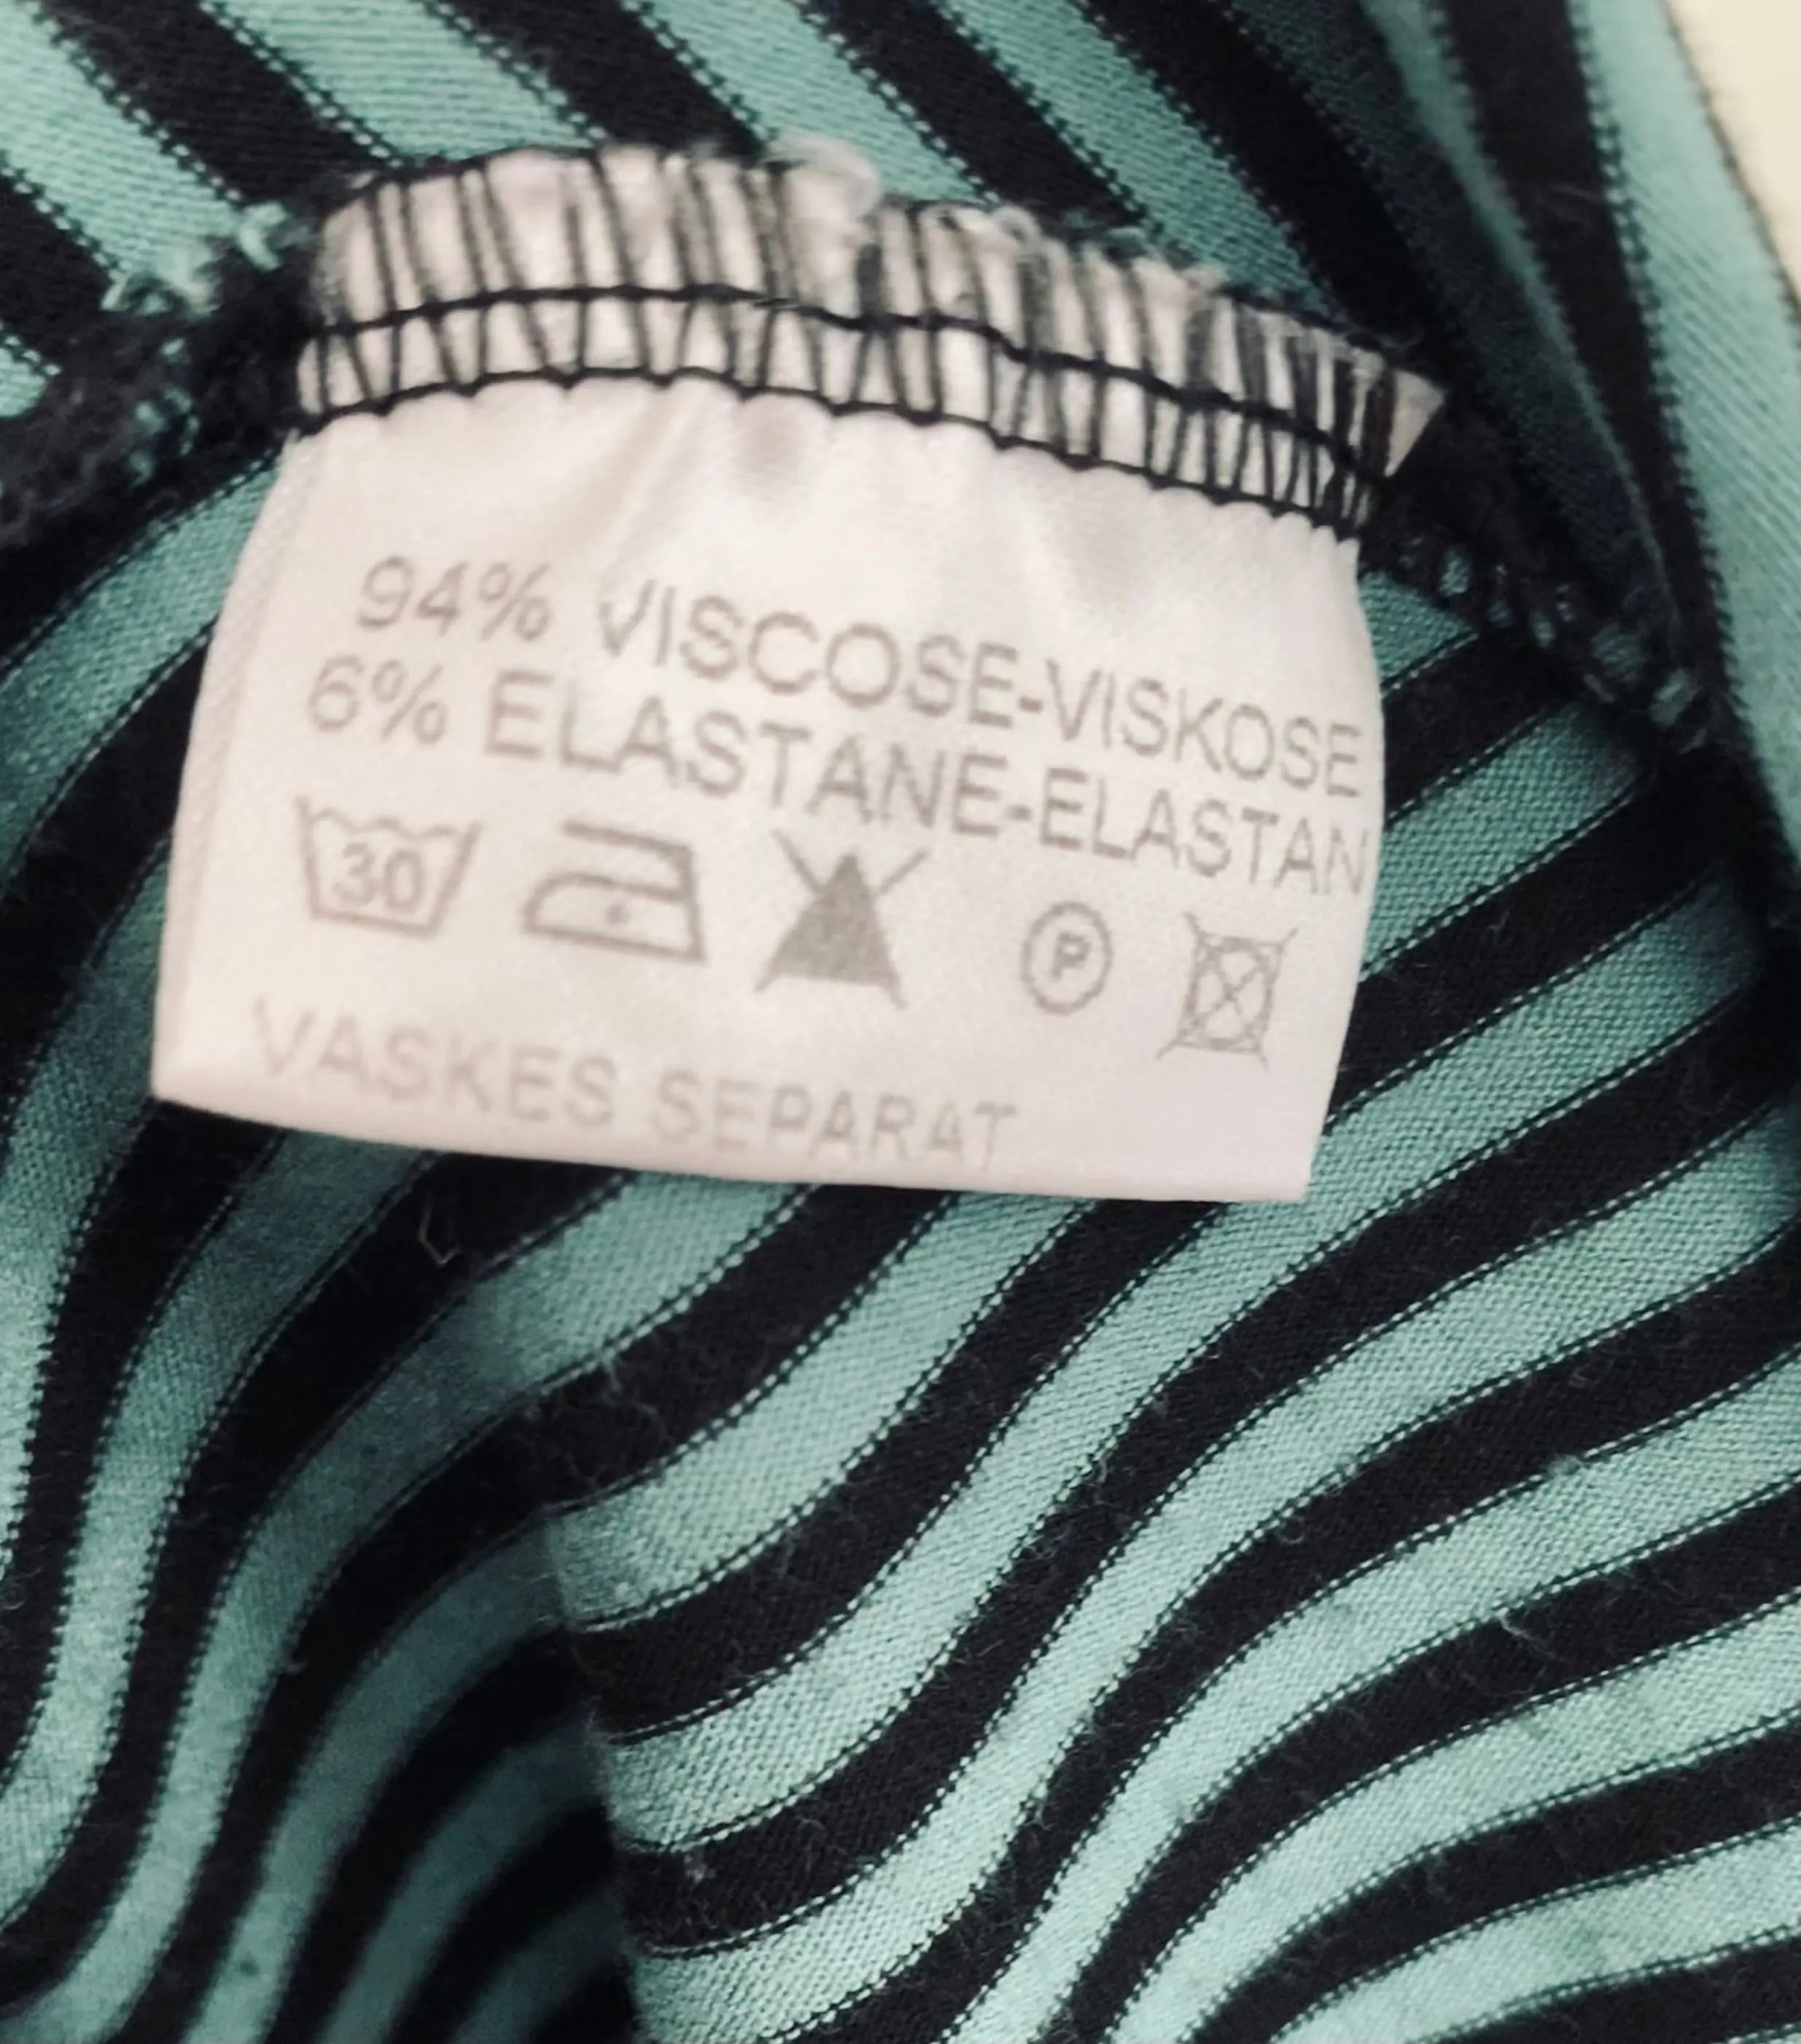 94% VISCOSE-VISKOSE
6% ELASTANE-ELASTAN
30 P
VASKES SEPARAT